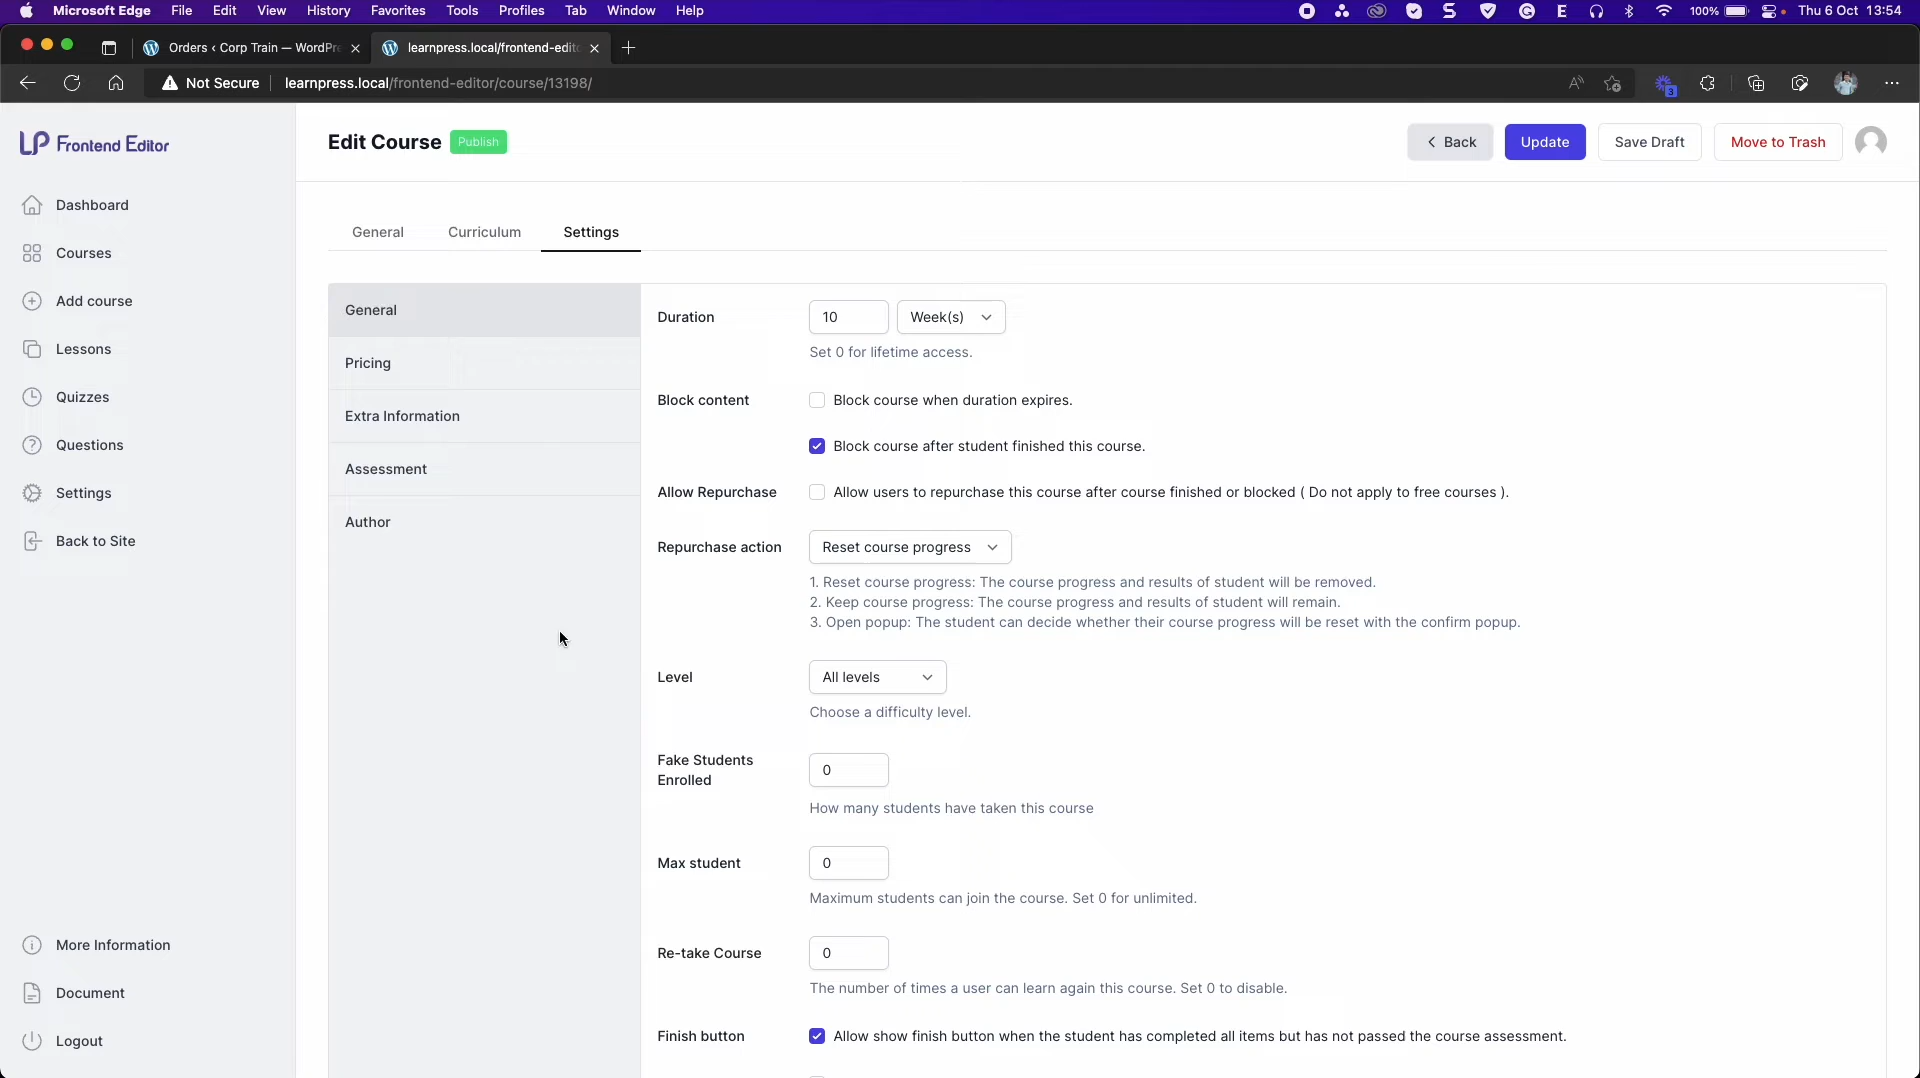 Microsoft Edge File Edit View History Favorites Tools Profiles Tab Window Help
100% Thu 6 Oct 13:54
Orders ‹ Corp Train — WordPre
learnpress.local/frontend-edito
Not Secure learnpress.local/frontend-editor/course/13198/
3
LP Frontend Editor
Dashboard
Courses
Add course
Lessons
Quizzes
Questions
Settings
Back to Site
More Information
Document
Logout
Edit Course Publish
Back
Update
Save Draft
Move to Trash
General
Curriculum
Settings
General
Pricing
Extra Information
Assessment
Author
Duration 10 Week(s)
Set 0 for lifetime access.
Block content Block course when duration expires.
Block course after student finished this course.
Allow Repurchase Allow users to repurchase this course after course finished or blocked ( Do not apply to free courses ).
Repurchase action Reset course progress
1. Reset course progress: The course progress and results of student will be removed.
2. Keep course progress: The course progress and results of student will remain.
3. Open popup: The student can decide whether their course progress will be reset with the confirm popup.
Level All levels
Choose a difficulty level.
Fake Students
Enrolled
0
How many students have taken this course
Max student 0
Maximum students can join the course. Set 0 for unlimited.
Re-take Course 0
The number of times a user can learn again this course. Set 0 to disable.
Finish button Allow show finish button when the student has completed all items but has not passed the course assessment.